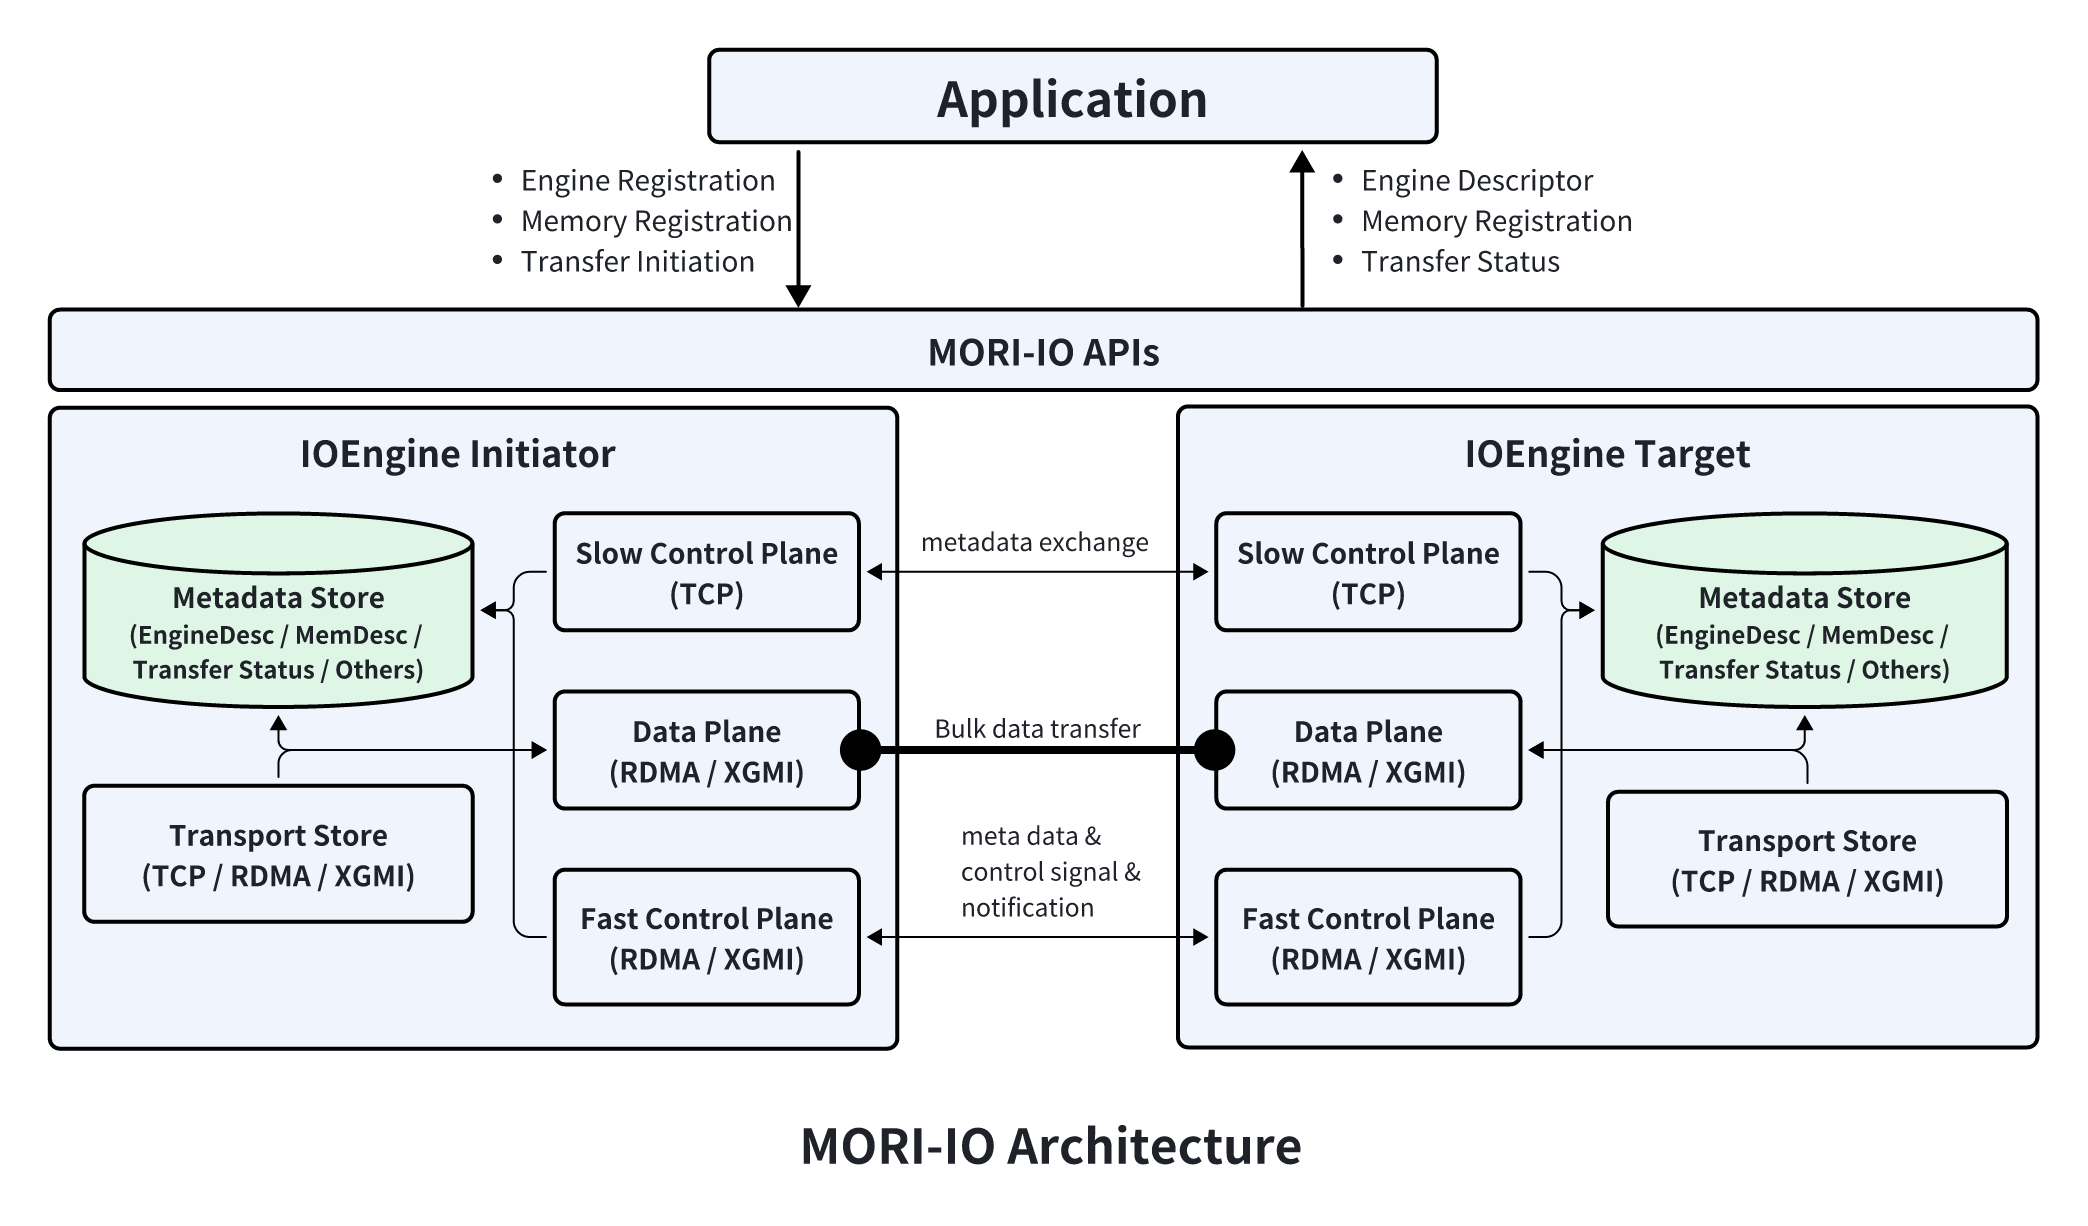 Application
• Engine Registration
• Memory Registration
• Transfer Initiation
• Engine Descriptor
• Memory Registration
• Transfer Status
MORI-IO APIs
IOEngine Initiator
Metadata Store
(EngineDesc / MemDesc /
Transfer Status / Others)
Transport Store
(TCP / RDMA / XGMI)
Slow Control Plane
(TCP)
Data Plane
(RDMA / XGMI)
Fast Control Plane
(RDMA / XGMI)
metadata exchange
Bulk data transfer
meta data &
control signal &
notification
IOEngine Target
Slow Control Plane
(TCP)
Data Plane
(RDMA / XGMI)
Fast Control Plane
(RDMA / XGMI)
Metadata Store
(EngineDesc / MemDesc /
Transfer Status / Others)
Transport Store
(TCP / RDMA / XGMI)
MORI-IO Architecture